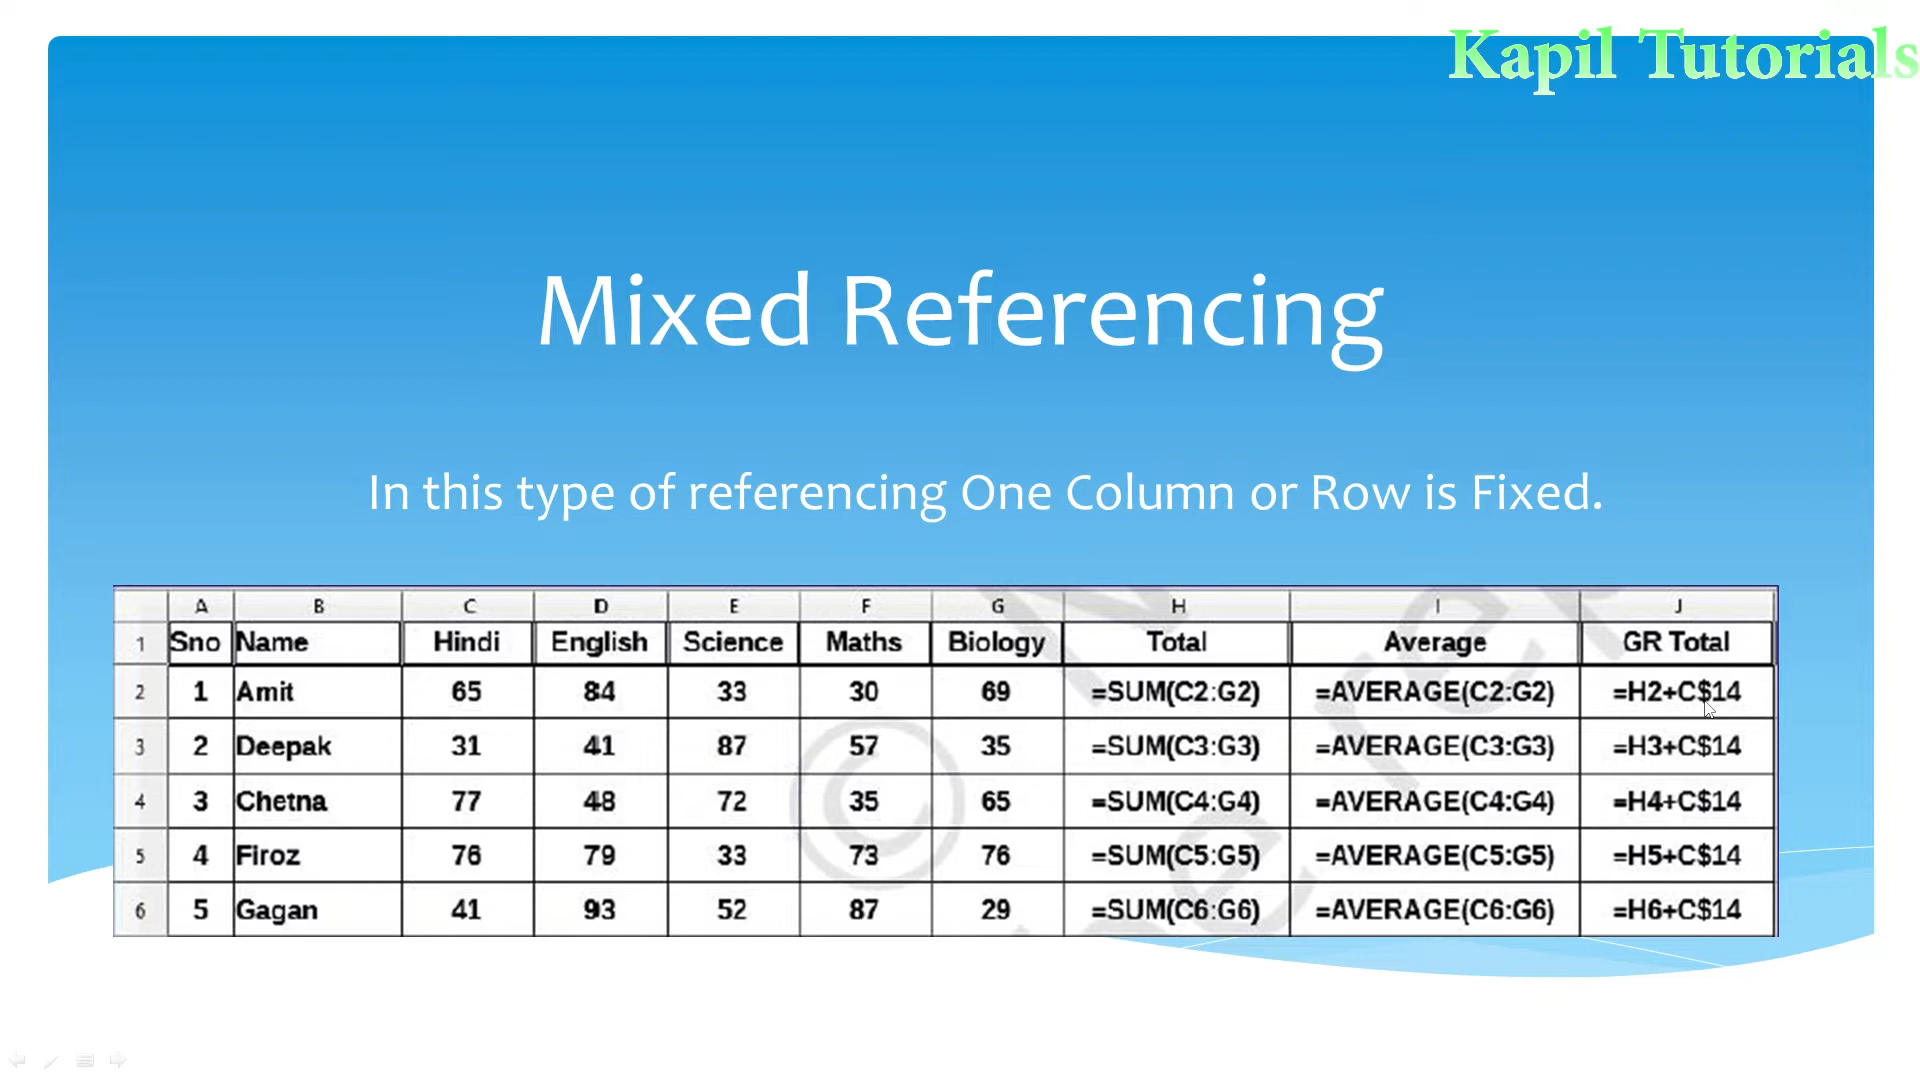 Kapil Tutorials
Mixed Referencing
In this type of referencing One Column or Row is Fixed.
A B C D E F G H I J
1 Sno Name Hindi English Science Maths Biology Total Average GR Total
2 1 Amit 65 84 33 30 69 =SUM(C2:G2) =AVERAGE(C2:G2) =H2+C$14
3 2 Deepak 31 41 87 57 35 =SUM(C3:G3) =AVERAGE(C3:G3) =H3+C$14
4 3 Chetna 77 48 72 35 65 =SUM(C4:G4) =AVERAGE(C4:G4) =H4+C$14
5 4 Firoz 76 79 33 73 76 =SUM(C5:G5) =AVERAGE(C5:G5) =H5+C$14
6 5 Gagan 41 93 52 87 29 =SUM(C6:G6) =AVERAGE(C6:G6) =H6+C$14